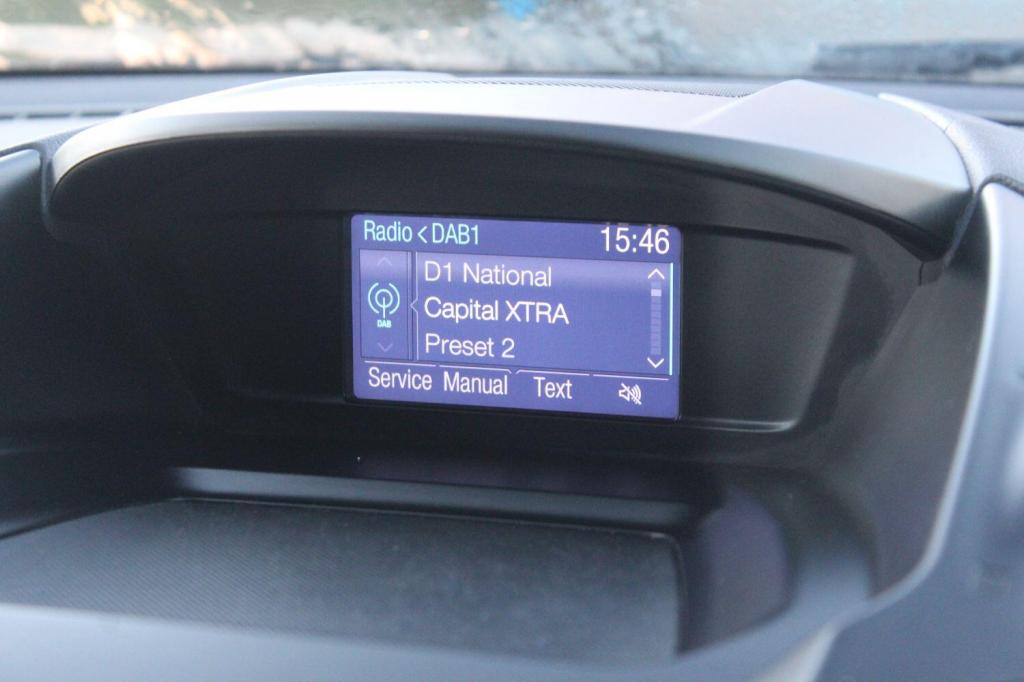 Radio < DAB1 15:46
D1 National
Capital XTRA
DAB
Preset 2
Service Manual Text